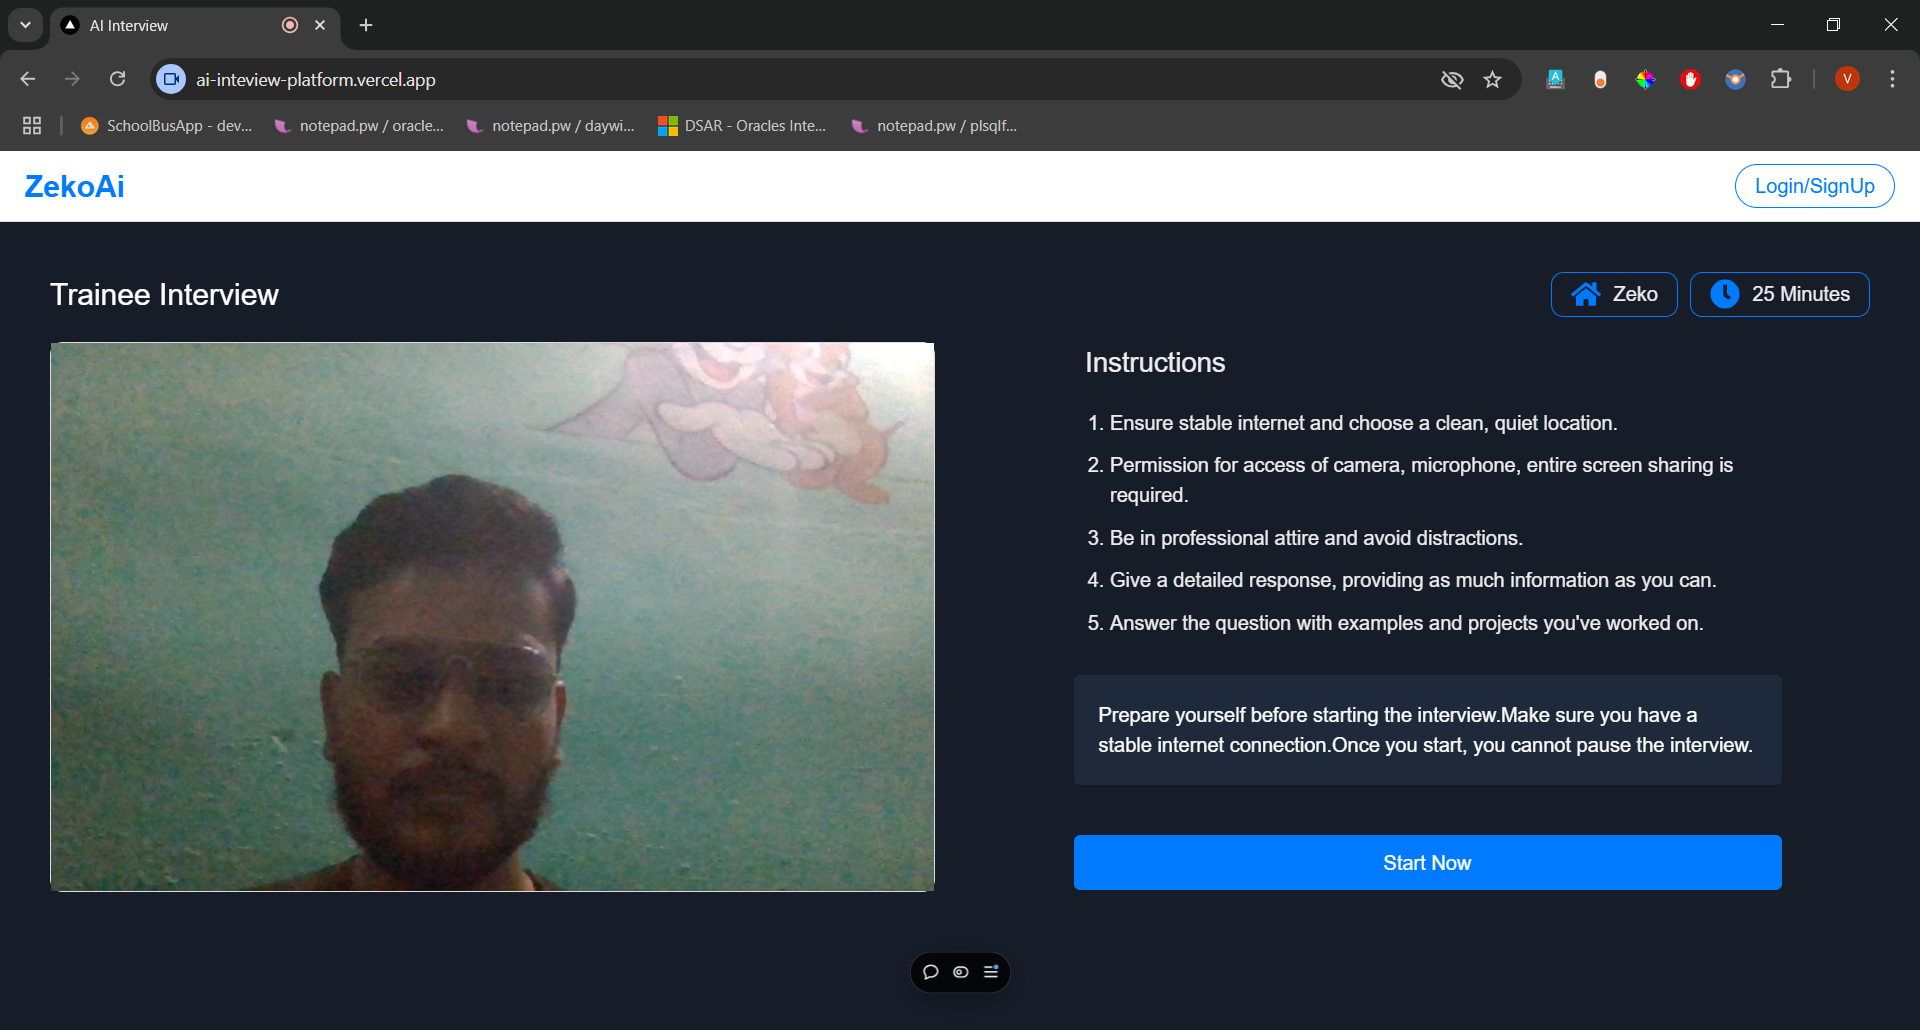 AI Interview
ai-inteview-platform.vercel.app
V
SchoolBusApp - dev...
notepad.pw / oracle...
notepad.pw / daywi...
DSAR - Oracles Inte...
notepad.pw / plsqlf...
ZekoAi
Login/SignUp
Trainee Interview
Zeko
25 Minutes
Instructions
1. Ensure stable internet and choose a clean, quiet location.
2. Permission for access of camera, microphone, entire screen sharing is
required.
3. Be in professional attire and avoid distractions.
4. Give a detailed response, providing as much information as you can.
5. Answer the question with examples and projects you've worked on.
Prepare yourself before starting the interview.Make sure you have a
stable internet connection.Once you start, you cannot pause the interview.
Start Now